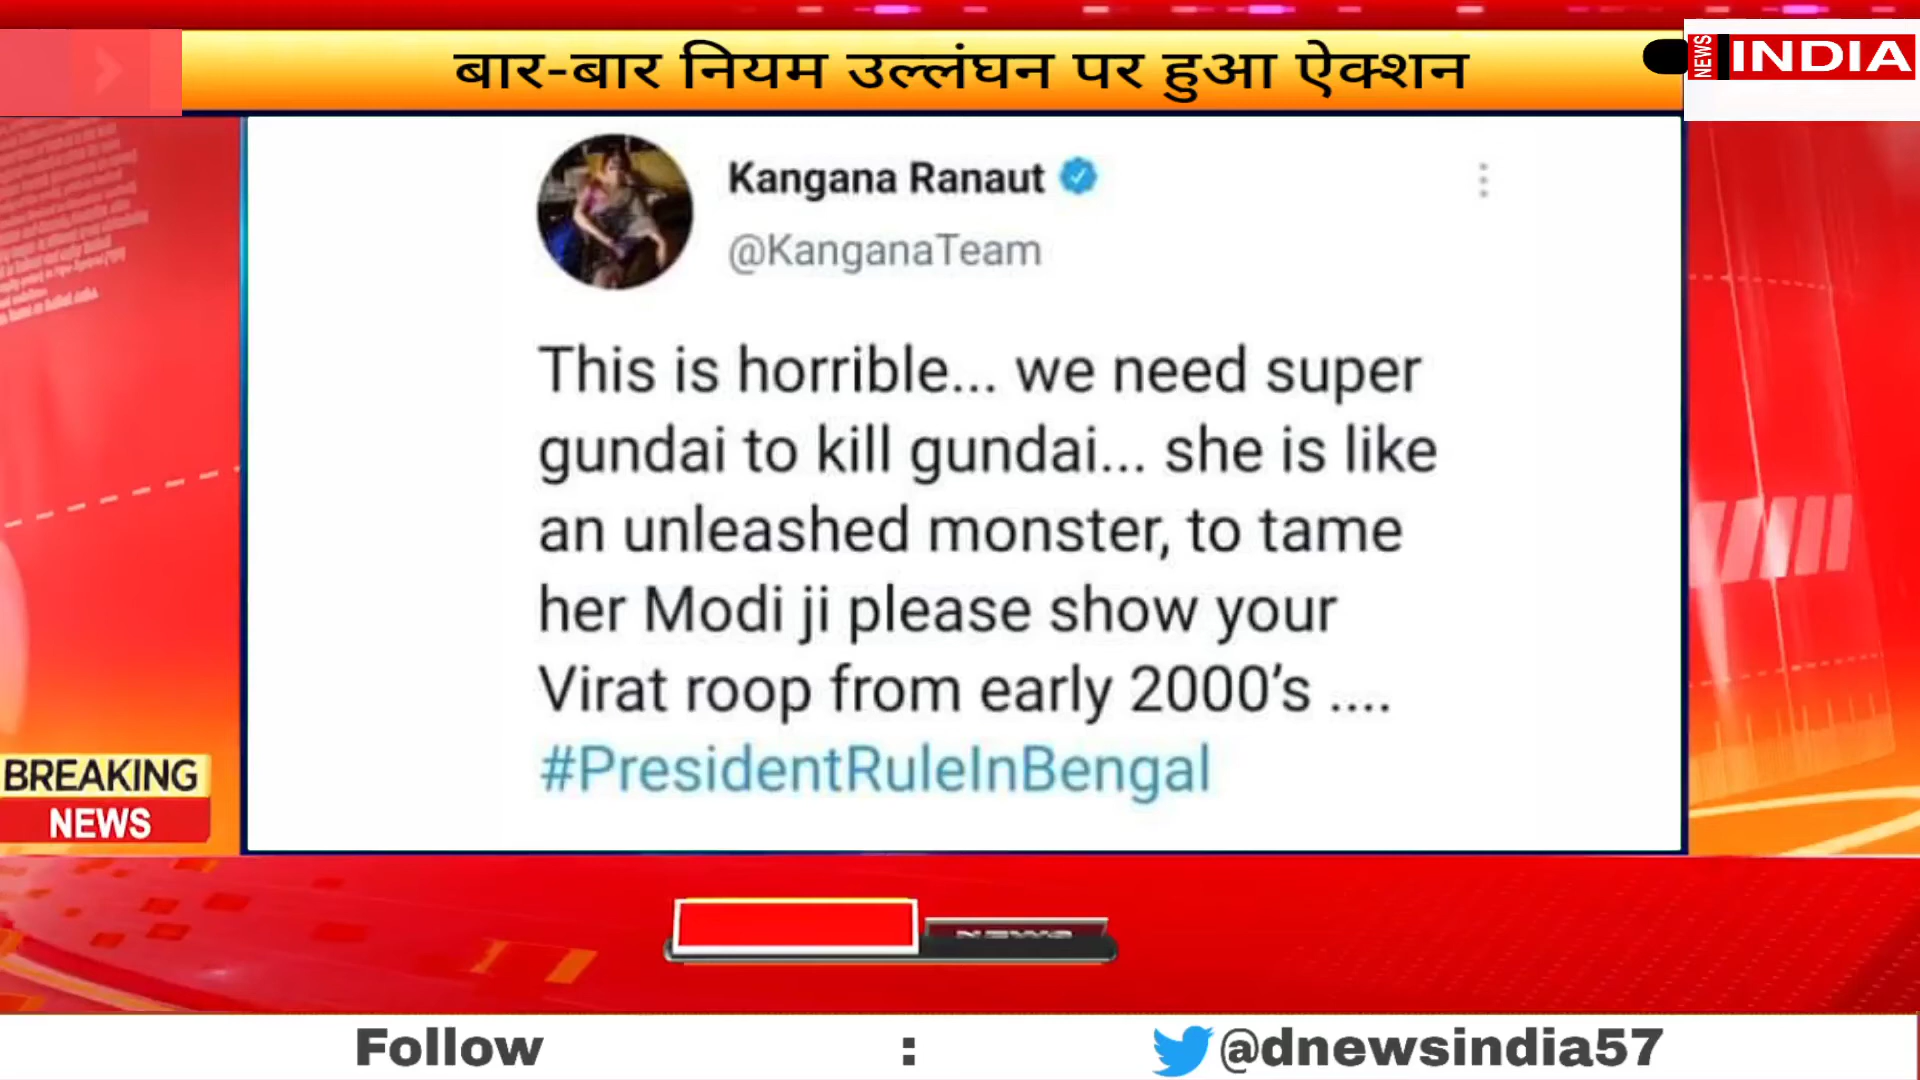 बार-बार नियम उल्लंघन पर हुआ ऐक्शन
NEWS INDIA
Kangana Ranaut
@KanganaTeam
This is horrible... we need super
gundai to kill gundai... she is like
an unleashed monster, to tame
her Modi ji please show your
Virat roop from early 2000’s ....
#PresidentRuleInBengal
BREAKING
NEWS
NEWS
Follow : @dnewsindia57